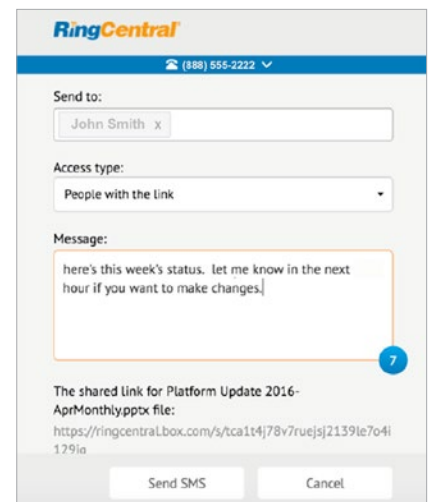 RingCentral®
(888) 555-2222
Send to:
John Smith x
Access type:
People with the link
Message:
here's this week's status. let me know in the next
hour if you want to make changes.
7
The shared link for Platform Update 2016-
AprMonthly.pptx file:
https://ringcentral.box.com/s/tca1t4j78v7ruejsj2139le7o4i
129iq
Send SMS Cancel